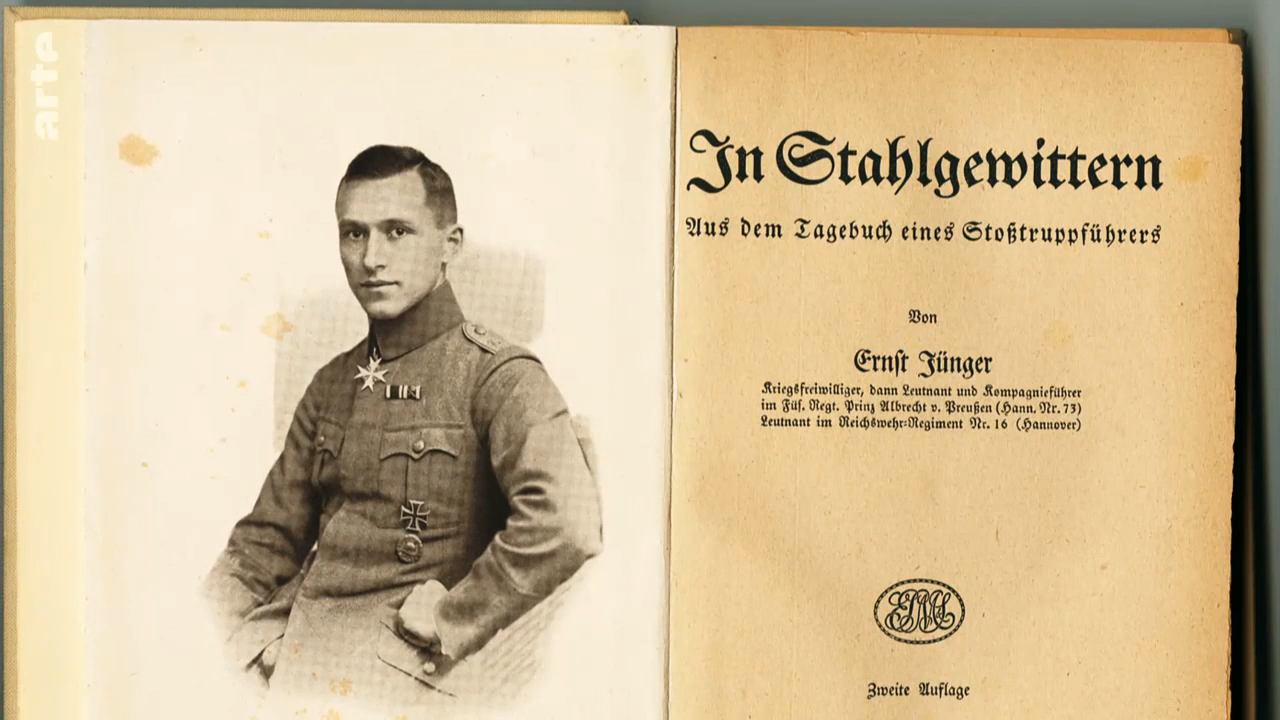 arte
In Stahlgewittern
Aus dem Tagebuch eines Stoßtruppführers
Von
Ernst Jünger
Kriegsfreiwilliger, dann Leutnant und Kompagnieführer
im Füs. Regt. Prinz Albrecht v. Preußen (Hann. Nr. 73)
Leutnant im Reichswehr-Regiment Nr. 16 (Hannover)
Zweite Auflage